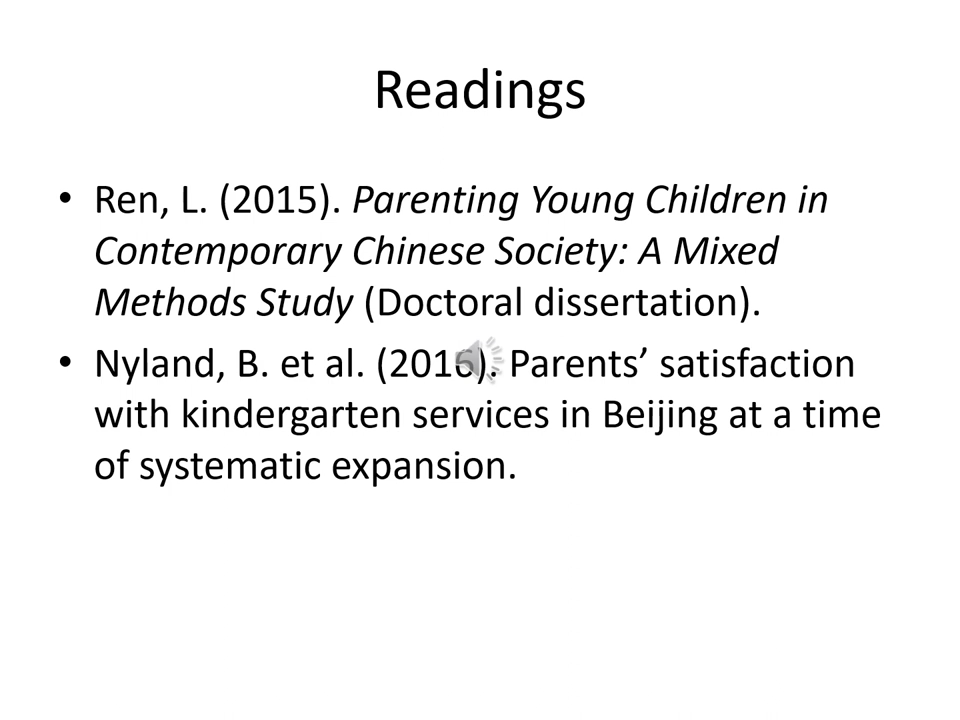 Readings
• Ren, L. (2015). Parenting Young Children in
Contemporary Chinese Society: A Mixed
Methods Study (Doctoral dissertation).
• Nyland, B. et al. (2016). Parents’ satisfaction
with kindergarten services in Beijing at a time
of systematic expansion.